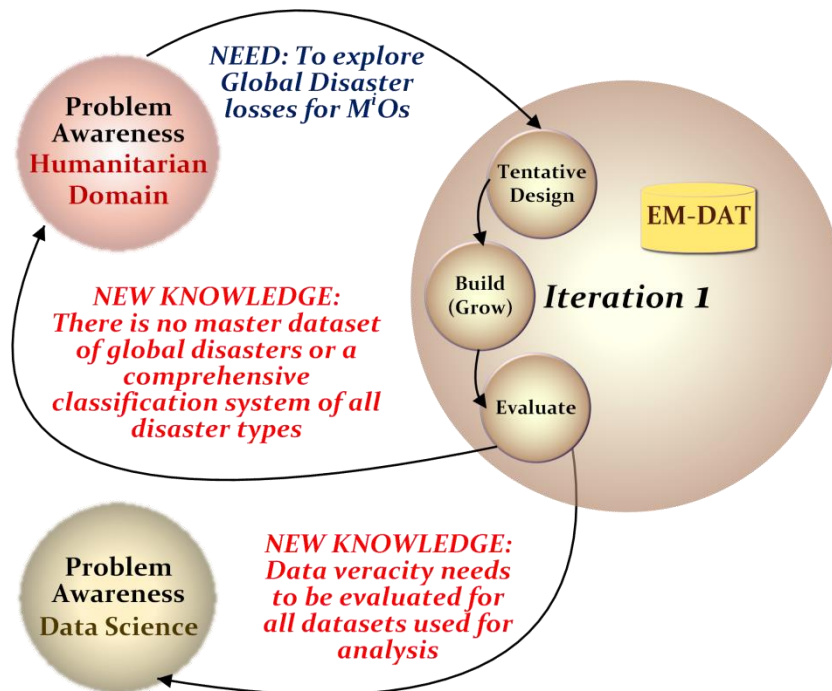 Problem
Awareness
Humanitarian
Domain
NEED: To explore
Global Disaster
losses for MⁱOs
Tentative
Design
EM-DAT
Build
(Grow)
Iteration 1
Evaluate
NEW KNOWLEDGE:
There is no master dataset
of global disasters or a
comprehensive
classification system of all
disaster types
Problem
Awareness
Data Science
NEW KNOWLEDGE:
Data veracity needs
to be evaluated for
all datasets used for
analysis